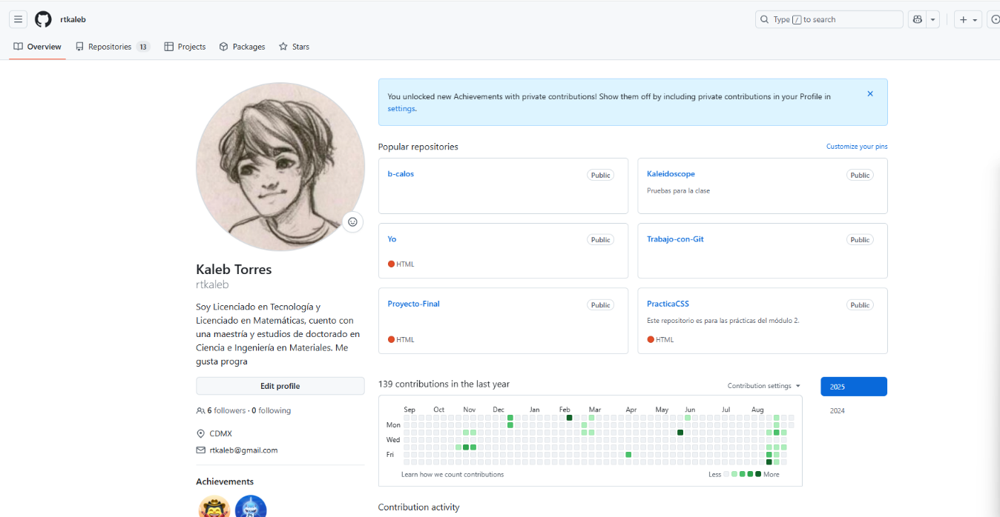 rtkaleb
Type / to search
Overview
Repositories 13
Projects
Packages
Stars
You unlocked new Achievements with private contributions! Show them off by including private contributions in your Profile in
settings.
Popular repositories
Customize your pins
b-calos
Public
Kaleidoscope
Public
Pruebas para la clase
Yo
Public
HTML
Trabajo-con-Git
Public
Proyecto-Final
Public
HTML
PracticaCSS
Public
Este repositorio es para las prácticas del módulo 2.
HTML
Kaleb Torres
rtkaleb
Soy Licenciado en Tecnología y
Licenciado en Matemáticas, cuento con
una maestría y estudios de doctorado en
Ciencia e Ingeniería en Materiales. Me
gusta progra
Edit profile
6 followers · 0 following
CDMX
rtkaleb@gmail.com
Achievements
139 contributions in the last year
Contribution settings
2025
2024
Sep Oct Nov Dec Jan Feb Mar Apr May Jun Jul Aug
Mon
Wed
Fri
Learn how we count contributions
Less
More
Contribution activity